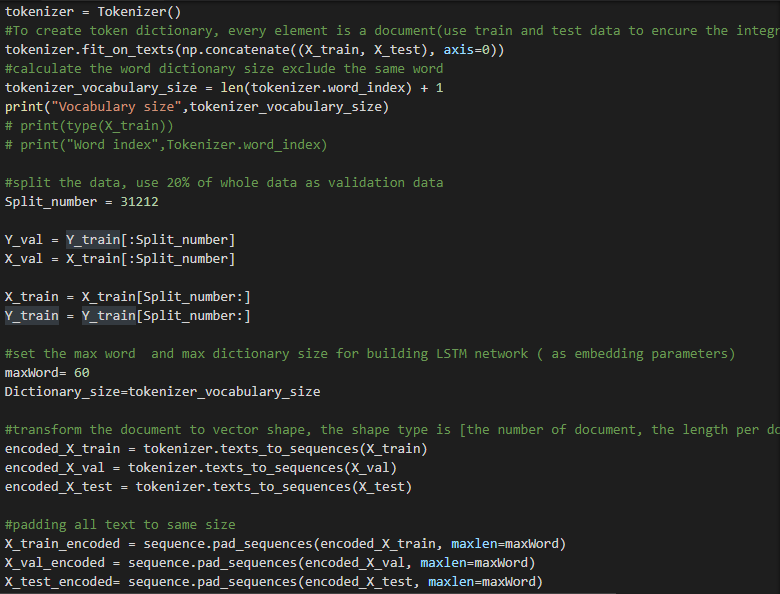 tokenizer = Tokenizer()
#To create token dictionary, every element is a document(use train and test data to encure the integr
tokenizer.fit_on_texts(np.concatenate((X_train, X_test), axis=0))
#calculate the word dictionary size exclude the same word
tokenizer_vocabulary_size = len(tokenizer.word_index) + 1
print("Vocabulary size",tokenizer_vocabulary_size)
# print(type(X_train))
# print("Word index",Tokenizer.word_index)
#split the data, use 20% of whole data as validation data
Split_number = 31212
Y_val = Y_train[:Split_number]
X_val = X_train[:Split_number]
X_train = X_train[Split_number:]
Y_train = Y_train[Split_number:]
#set the max word  and max dictionary size for building LSTM network ( as embedding parameters)
maxWord= 60
Dictionary_size=tokenizer_vocabulary_size
#transform the document to vector shape, the shape type is [the number of document, the length per do
encoded_X_train = tokenizer.texts_to_sequences(X_train)
encoded_X_val = tokenizer.texts_to_sequences(X_val)
encoded_X_test = tokenizer.texts_to_sequences(X_test)
#padding all text to same size
X_train_encoded = sequence.pad_sequences(encoded_X_train, maxlen=maxWord)
X_val_encoded = sequence.pad_sequences(encoded_X_val, maxlen=maxWord)
X_test_encoded= sequence.pad_sequences(encoded_X_test, maxlen=maxWord)